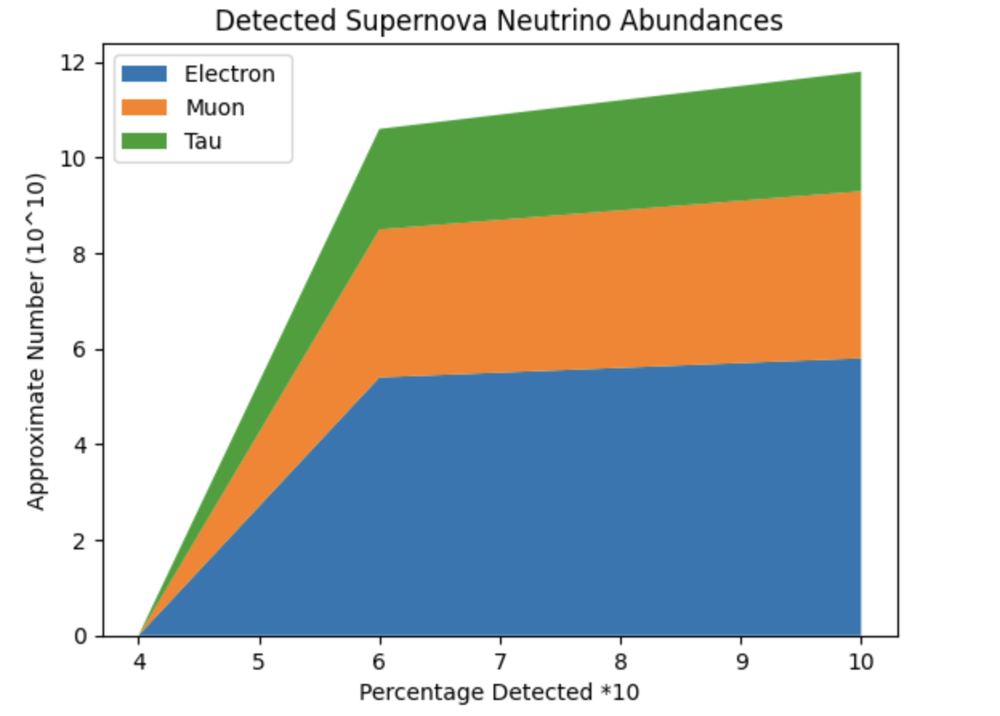 Detected Supernova Neutrino Abundances
Electron
Muon
Tau
12
10
8
6
4
2
0
Approximate Number (10^10)
4 5 6 7 8 9 10
Percentage Detected *10